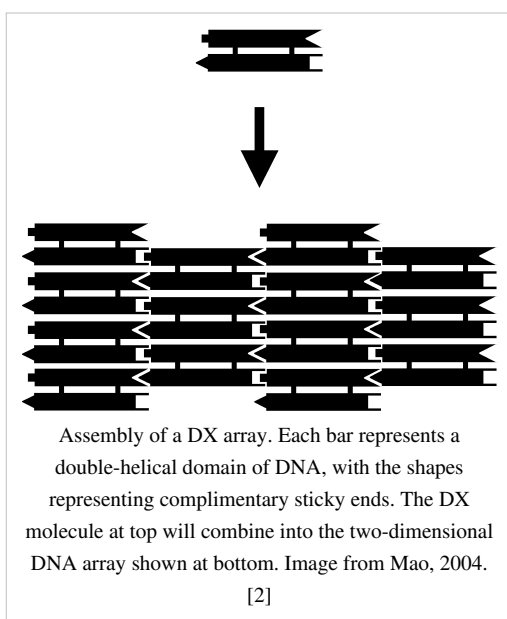 Assembly of a DX array. Each bar represents a
double-helical domain of DNA, with the shapes
representing complimentary sticky ends. The DX
molecule at top will combine into the two-dimensional
DNA array shown at bottom. Image from Mao, 2004.
[2]